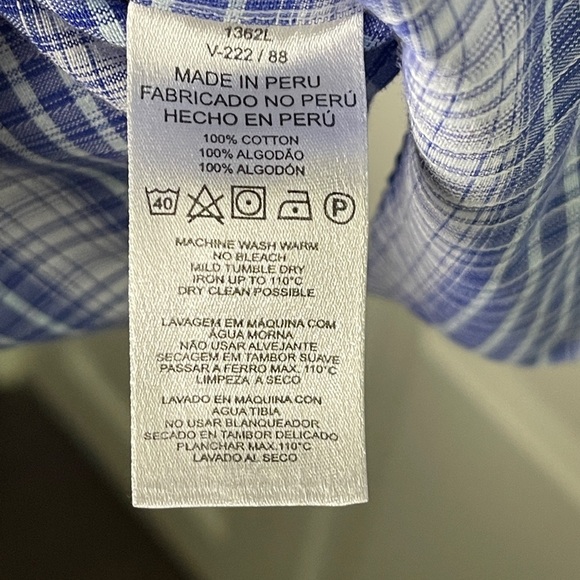 1362L
V-222 / 88
MADE IN PERU
FABRICADO NO PERÚ
HECHO EN PERÚ
100% COTTON
100% ALGODÃO
100% ALGODÓN
40 P
MACHINE WASH WARM
NO BLEACH
MILD TUMBLE DRY
IRON UP TO 110°C
DRY CLEAN POSSIBLE
LAVAGEM EM MÁQUINA COM
ÁGUA MORNA
NÃO USAR ALVEJANTE
SECAGEM EM TAMBOR SUAVE
PASSAR A FERRO MAX. 110°C
LIMPEZA A SECO
LAVADO EN MÁQUINA CON
AGUA TIBIA
NO USAR BLANQUEADOR
SECADO EN TAMBOR DELICADO
PLANCHAR MAX.110°C
LAVADO AL SECO